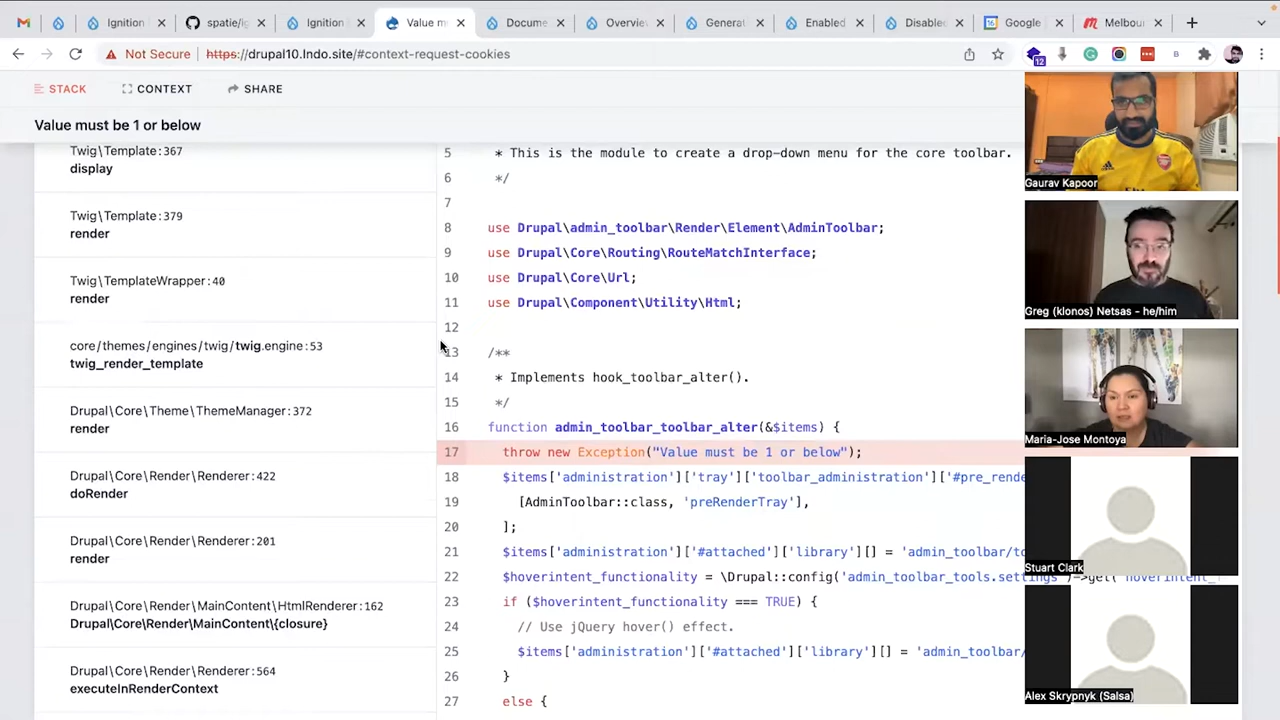 Ignition
spatie/ig
Ignition
Value m
Docume
Overvie
Generat
Enabled
Disable
Google
Melbou
Not Secure
https://drupal10.lndo.site/#context-request-cookies
12
B
STACK
CONTEXT
SHARE
Value must be 1 or below
Twig\Template:367
display
Twig\Template:379
render
Twig\TemplateWrapper:40
render
core/themes/engines/twig/twig.engine:53
twig_render_template
Drupal\Core\Theme\ThemeManager:372
render
Drupal\Core\Render\Renderer:422
doRender
Drupal\Core\Render\Renderer:201
render
Drupal\Core\Render\MainContent\HtmlRenderer:162
Drupal\Core\Render\MainContent\{closure}
Drupal\Core\Render\Renderer:564
executeInRenderContext
5 * This is the module to create a drop-down menu for the core toolbar.
6 */
7
8 use Drupal\admin_toolbar\Render\Element\AdminToolbar;
9 use Drupal\Core\Routing\RouteMatchInterface;
10 use Drupal\Core\Url;
11 use Drupal\Component\Utility\Html;
12
13 /**
14 * Implements hook_toolbar_alter().
15 */
16 function admin_toolbar_toolbar_alter(&$items) {
17 throw new Exception("Value must be 1 or below");
18 $items['administration']['tray']['toolbar_administration']['#pre_rende
19 [AdminToolbar::class, 'preRenderTray'],
20 ];
21 $items['administration']['#attached']['library'][] = 'admin_toolbar/to
22 $hoverintent_functionality = \Drupal::config('admin_toolbar_tools.settings')->get('hoverintent_f
23 if ($hoverintent_functionality === TRUE) {
24 // Use jQuery hover() effect.
25 $items['administration']['#attached']['library'][] = 'admin_toolbar/
26 }
27 else {
Gaurav Kapoor
Greg (klonos) Netsas - he/him
Maria-Jose Montoya
Stuart Clark
Alex Skrypnyk (Salsa)